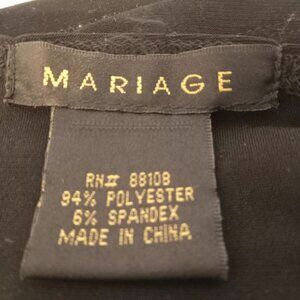 MARIAGE
RN# 88108
94% POLYESTER
6% SPANDEX
MADE IN CHINA